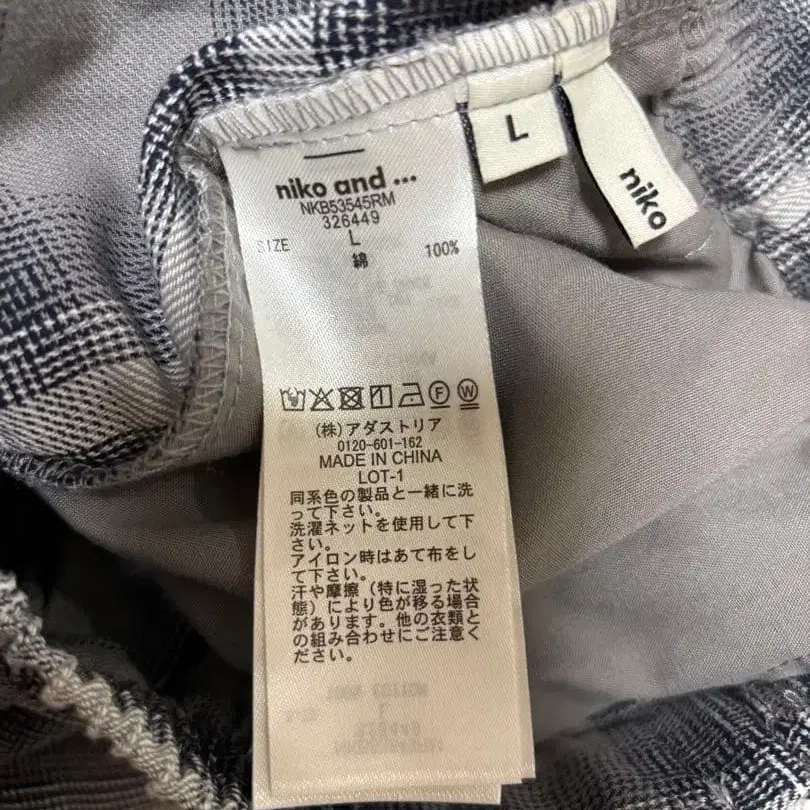 niko and ...
NKB53545RM
326449
SIZE L
綿 100%
(株)アダストリア
0120-601-162
MADE IN CHINA
LOT-1
同系色の製品と一緒に洗
って下さい。
洗濯ネットを使用して下
さい。
アイロン時はあて布をし
て下さい。
汗や摩擦(特に湿った状
態)により色が移る場合
があります。他の衣類と
の組み合わせにご注意く
ださい。
L
niko